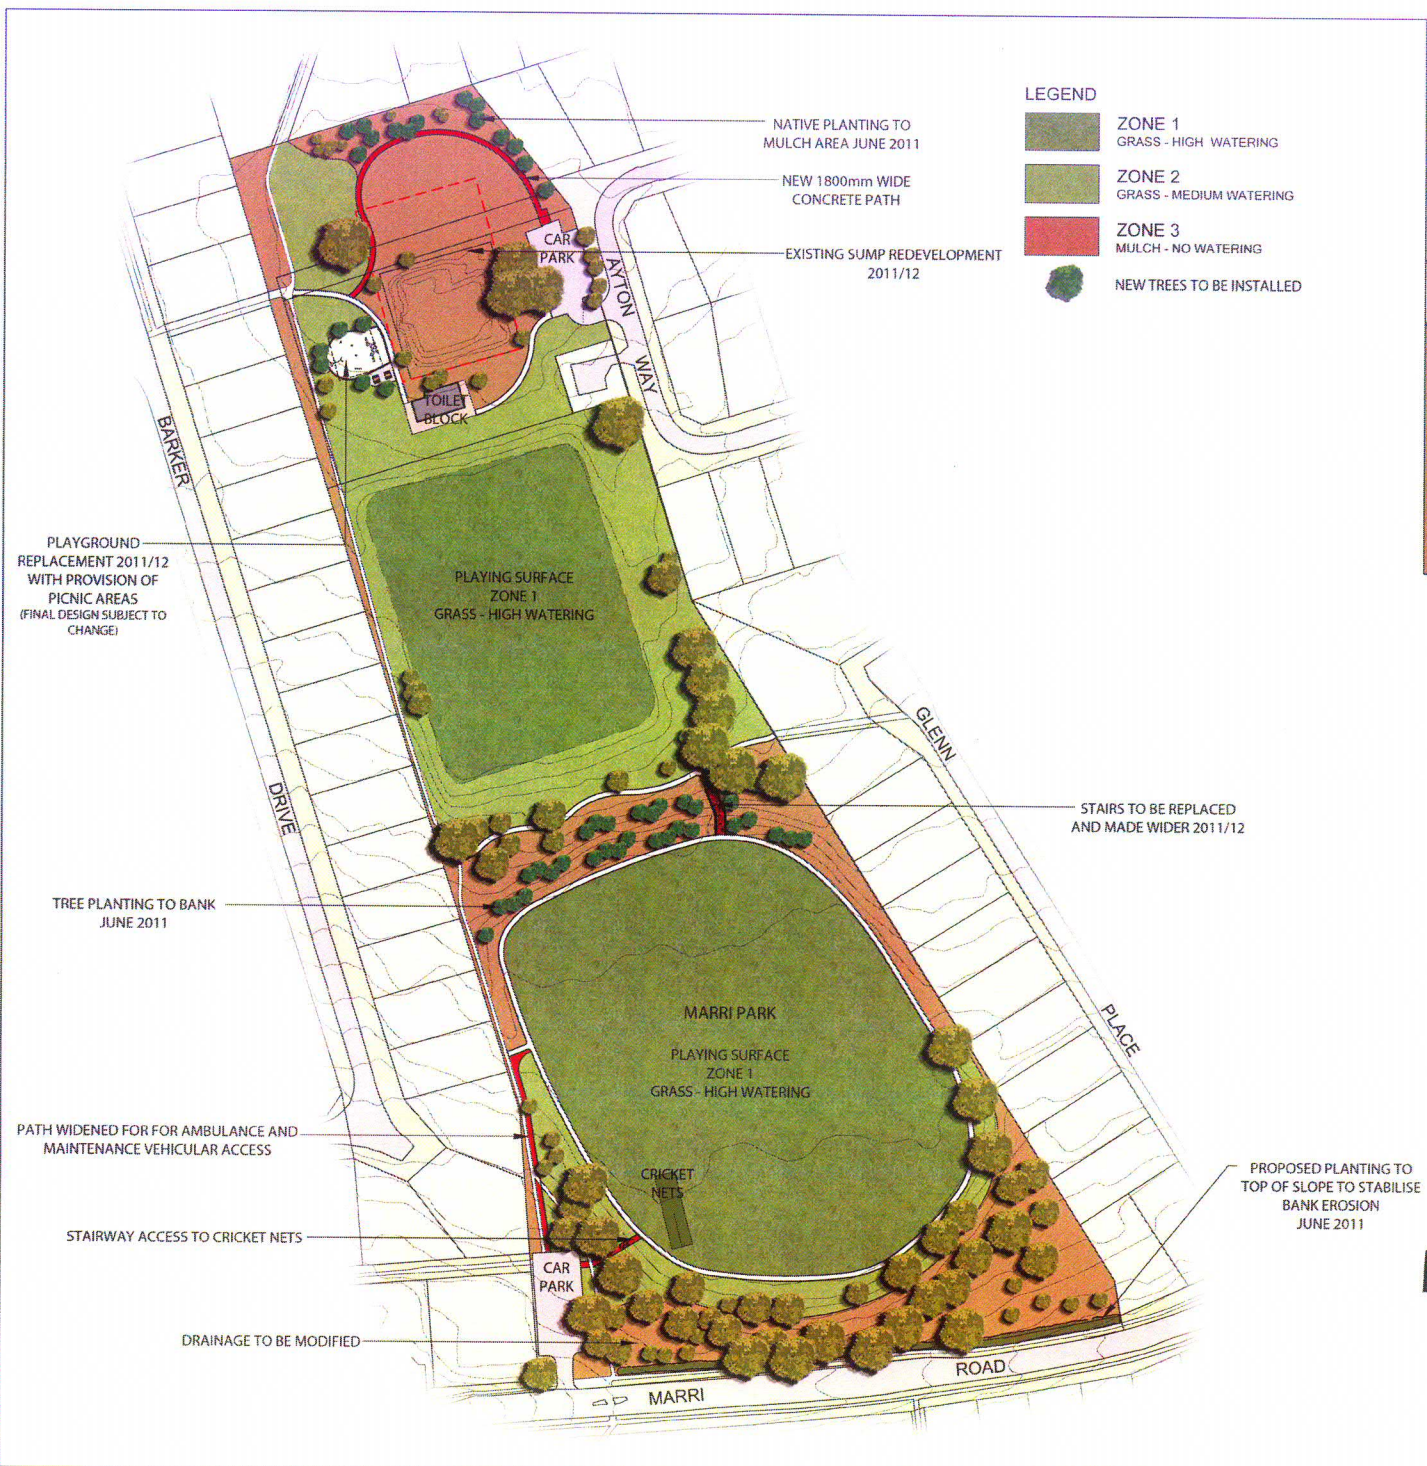 LEGEND
ZONE 1
GRASS - HIGH WATERING
ZONE 2
GRASS - MEDIUM WATERING
ZONE 3
MULCH - NO WATERING
NEW TREES TO BE INSTALLED
NATIVE PLANTING TO
MULCH AREA JUNE 2011
NEW 1800mm WIDE
CONCRETE PATH
EXISTING SUMP REDEVELOPMENT
2011/12
CAR
PARK
AYTON
WAY
TOILET
BLOCK
BARKER
DRIVE
PLAYGROUND
REPLACEMENT 2011/12
WITH PROVISION OF
PICNIC AREAS
(FINAL DESIGN SUBJECT TO
CHANGE)
PLAYING SURFACE
ZONE 1
GRASS - HIGH WATERING
GLENN
PLACE
STAIRS TO BE REPLACED
AND MADE WIDER 2011/12
TREE PLANTING TO BANK
JUNE 2011
MARRI PARK
PLAYING SURFACE
ZONE 1
GRASS - HIGH WATERING
PATH WIDENED FOR FOR AMBULANCE AND
MAINTENANCE VEHICULAR ACCESS
CRICKET
NETS
PROPOSED PLANTING TO
TOP OF SLOPE TO STABILISE
BANK EROSION
JUNE 2011
STAIRWAY ACCESS TO CRICKET NETS
CAR
PARK
DRAINAGE TO BE MODIFIED
MARRI
ROAD